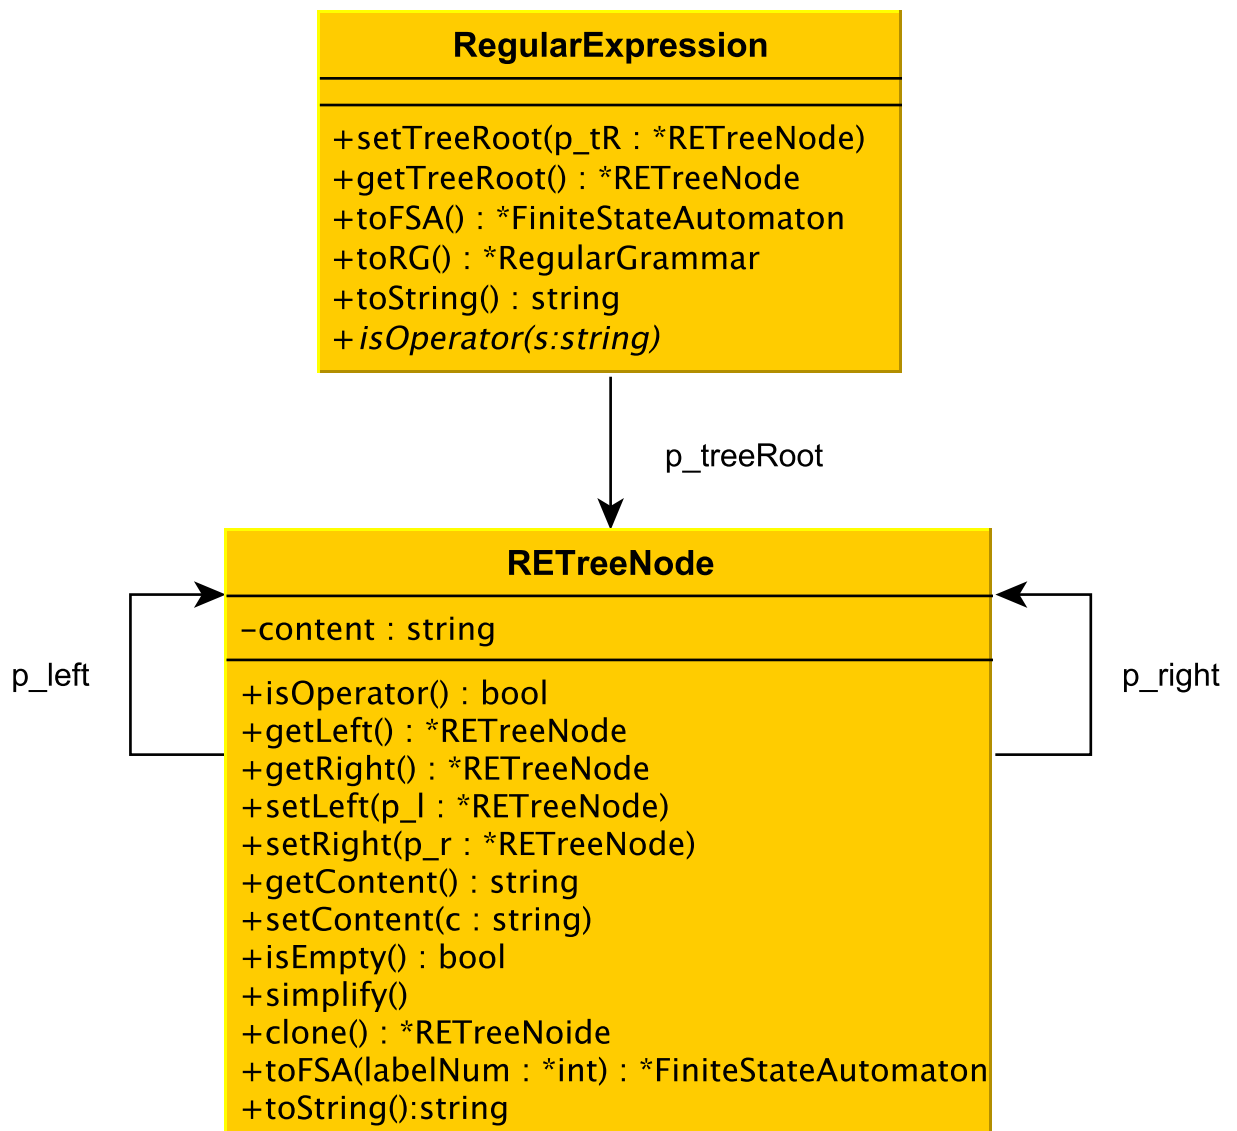 RegularExpression
+setTreeRoot(p_tR : *RETreeNode)
+getTreeRoot() : *RETreeNode
+toFSA() : *FiniteStateAutomaton
+toRG() : *RegularGrammar
+toString() : string
+isOperator(s:string)
p_treeRoot
RETreeNode
-content : string
p_left
p_right
+isOperator() : bool
+getLeft() : *RETreeNode
+getRight() : *RETreeNode
+setLeft(p_l : *RETreeNode)
+setRight(p_r : *RETreeNode)
+getContent() : string
+setContent(c : string)
+isEmpty() : bool
+simplify()
+clone() : *RETreeNoide
+toFSA(labelNum : *int) : *FiniteStateAutomaton
+toString():string